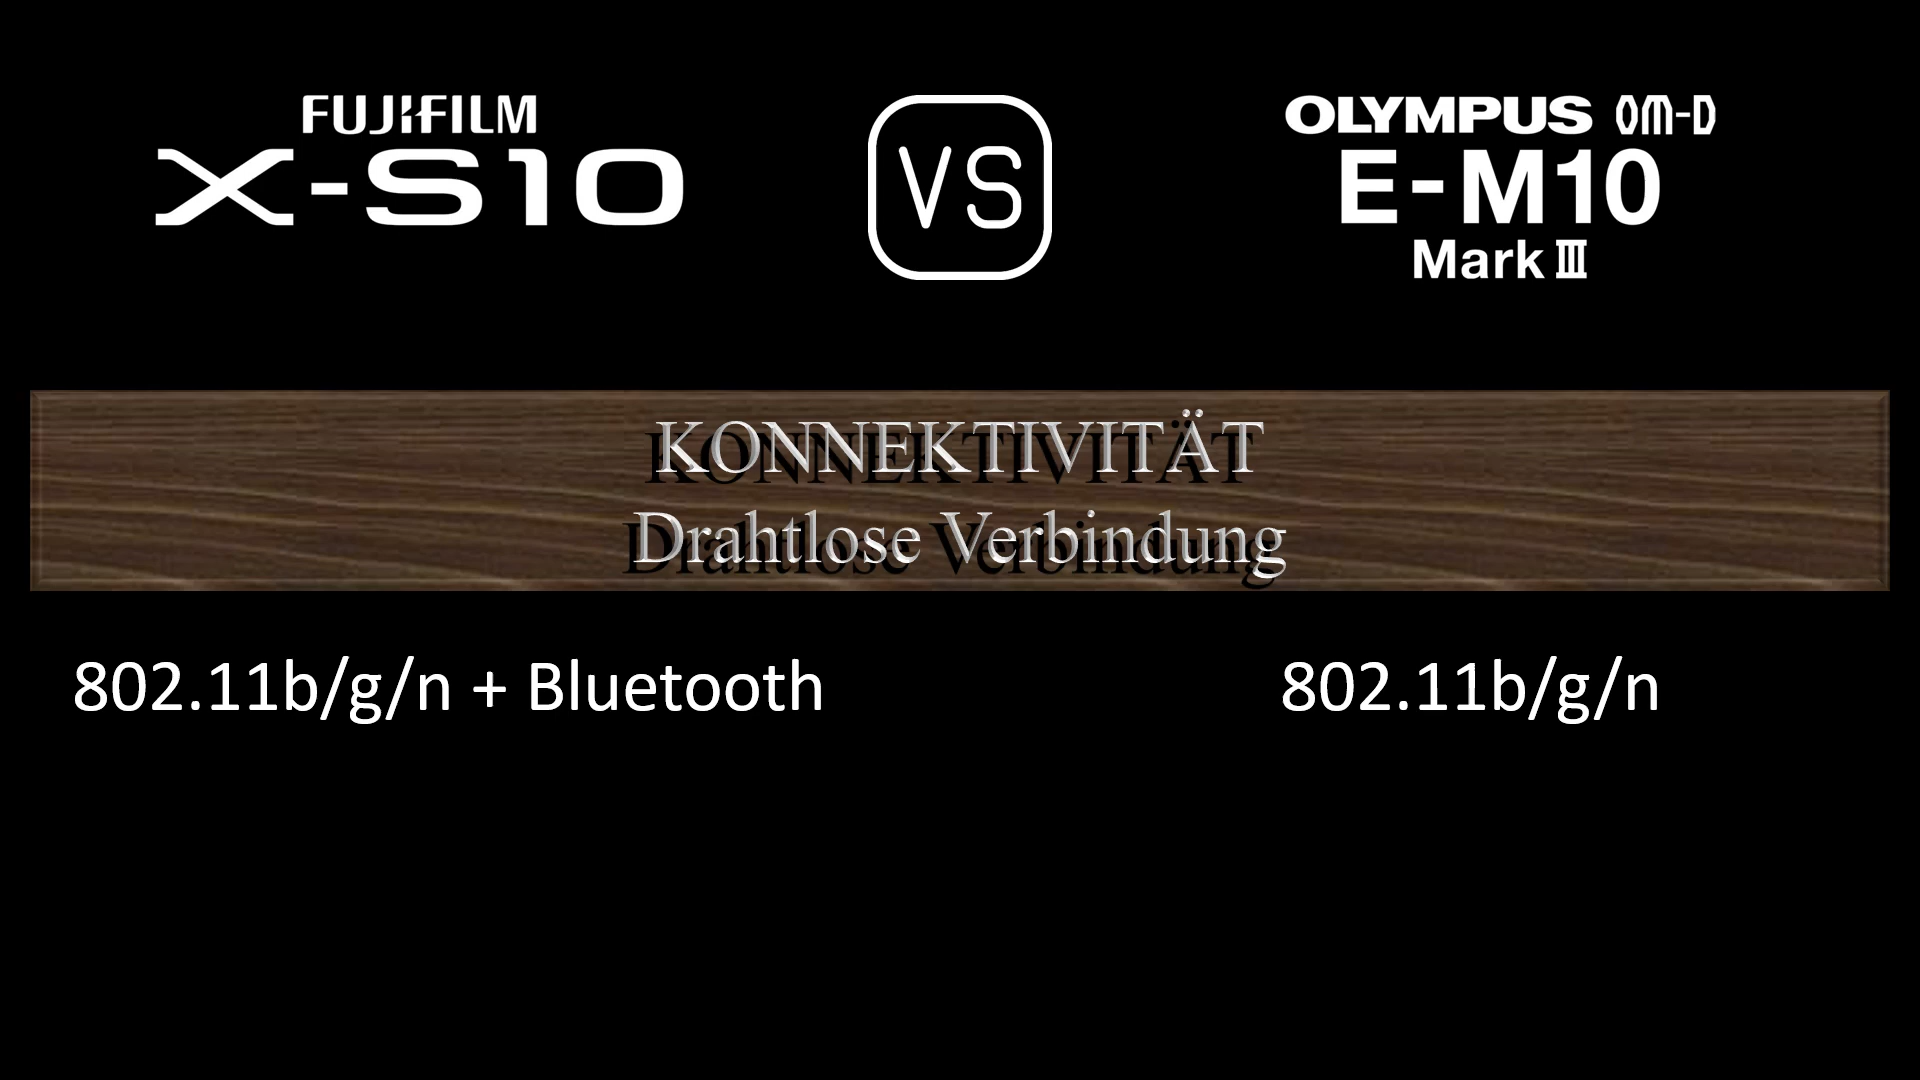 FUJIFILM
X-S10
VS
OLYMPUS OM-D
E-M10
Mark III
KONNEKTIVITÄT
Drahtlose Verbindung
802.11b/g/n + Bluetooth
802.11b/g/n